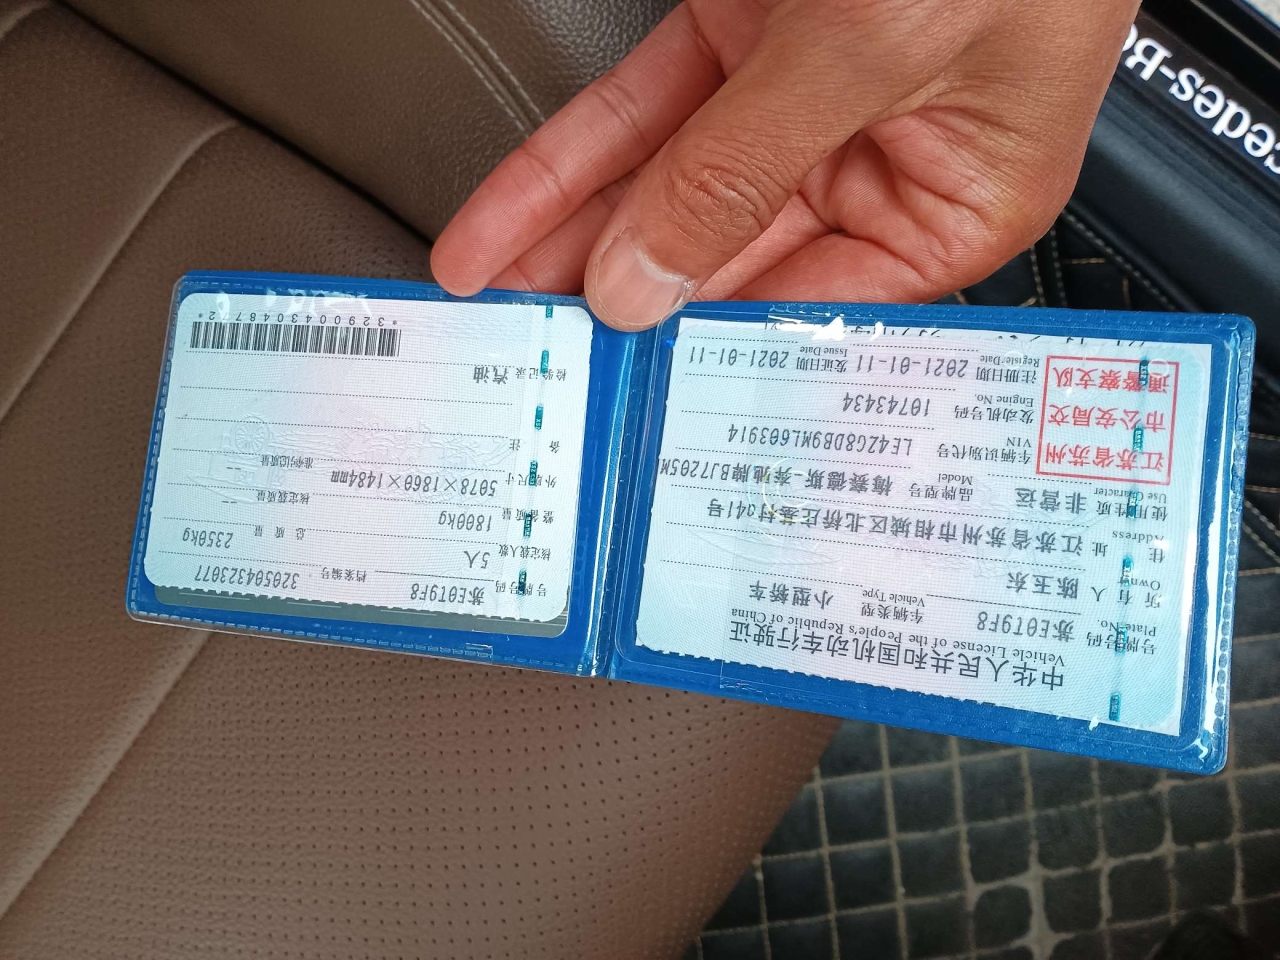 中华人民共和国机动车行驶证
Vehicle License of the People's Republic of China
号牌号码 苏E0T9F8 车辆类型 小型轿车
Plate No. Vehicle Type
所有人 陈玉东
Owner
住址 江苏省苏州市相城区北桥庄基村041号
Address
使用性质 非营运 品牌型号 梅赛德斯-奔驰牌BJ7205M
Use Character Model
江苏省苏州
市公安局交
通警察支队
车辆识别代号 LE4ZG8DB9ML603914
VIN
发动机号码 10743434
Engine No.
注册日期 2021-01-11 发证日期 2021-01-11
Register Date Issue Date
号牌号码 苏E0T9F8 档案编号 320504323077
核定载人数 5人 总质量 2350kg
整备质量 1800kg 核定载质量 --
外廓尺寸 5078×1860×1484mm 准牵引总质量 --
备注
检验记录 汽油
*3290043048782*
cedes-Be